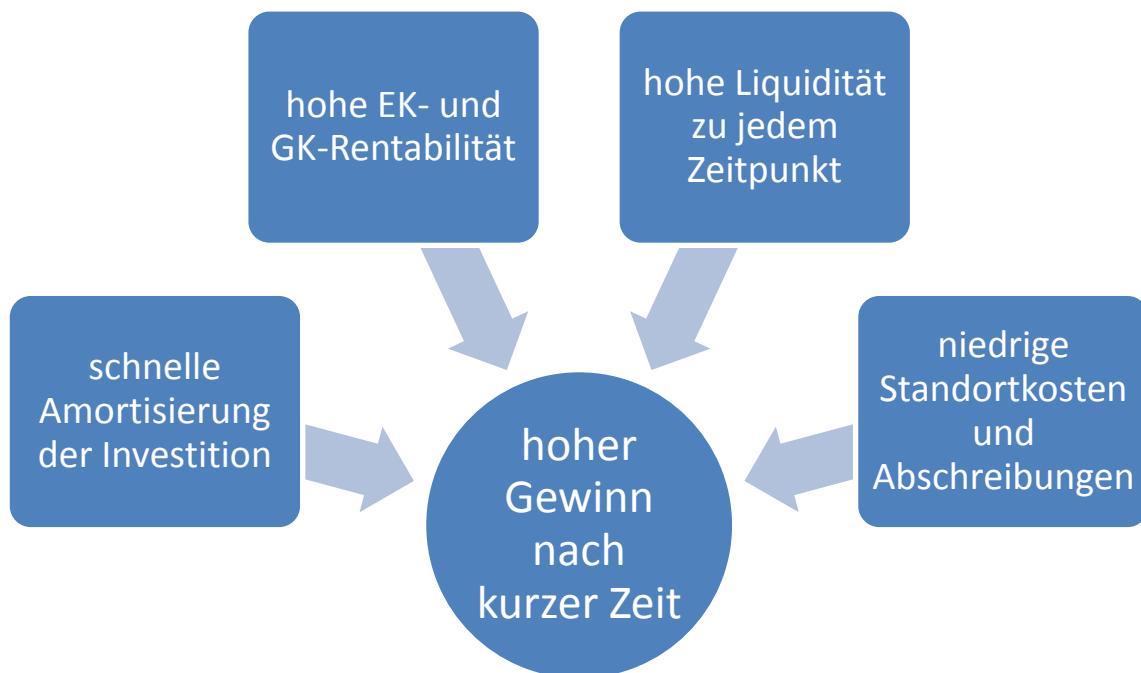 hohe EK- und
GK-Rentabilität
hohe Liquidität
zu jedem
Zeitpunkt
schnelle
Amortisierung
der Investition
niedrige
Standortkosten
und
Abschreibungen
hoher
Gewinn
nach
kurzer Zeit